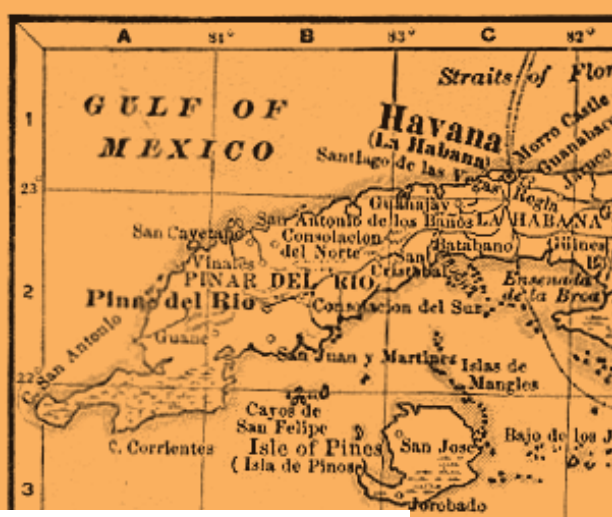 A
81°
B
83°
C
82°
1
GULF OF
MEXICO
Straits of Flor
Havana
(La Habana)
Morro Castle
Guanabac
Santiago de las Vegas
Regla
Jaruco
23
Guanajay
San Antonio de los Baños
LA HABANA
San Cayetano
Consolacion
del Norte
Batabano
Güines
Viñales
San
Cristobal
PINAR DEL RIO
Ensenada
de la Broa
2
Pinar del Rio
Consolacion del Sur
C. San Antonio
Guane
San Juan y Martinez
Islas de
Mangles
22°
Cayos de
San Felipe
C. Corrientes
Isle of Pines
(Isla de Pinos)
San Jose
Bajo de los J
3
Jorobado